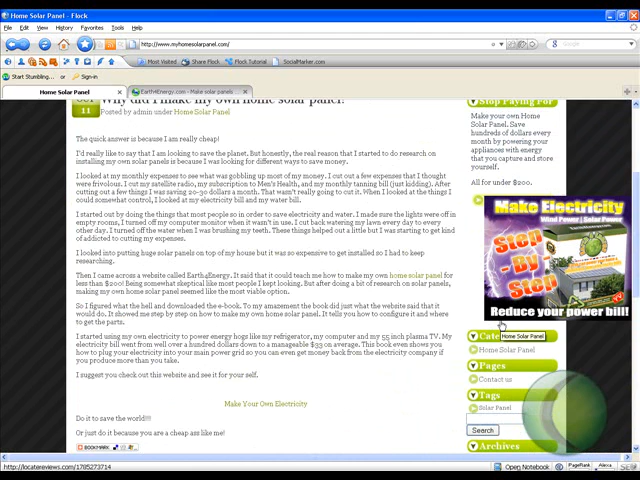 Home Solar Panel - Flock
File Edit View History Favorites Tools Help
http://www.myhomesolarpanel.com/
Google
Most Visited Share Flock Flock Tutorial SocialMarker.com
Start Stumbling... Sign-in
Home Solar Panel
Earth4Energy.com - Make solar panels
11
Why did I make my own home solar panel?
Posted by admin under Home Solar Panel
The quick answer is because I am really cheap!
I'd really like to say that I am looking to save the planet. But honestly, the real reason that I started to do research on
installing my own solar panels is because I was looking for different ways to save money.
I looked at my monthly expenses to see what was gobbling up most of my money. I cut out a few expenses that I thought
were frivolous. I cut my satellite radio, my subscription to Men's Health, and my monthly tanning bill (just kidding). After
cutting out a few things I was saving 20-30 dollars a month. That wasn't really going to cut it. When I looked at the things I
could somewhat control, I looked at my electricity and my water bill.
I started out by doing the things that most people so in order to save electricity and water. I made sure the lights were off in
empty rooms, I turned off my computer monitor when it wasn't in use. I cut back watering my lawn every day to every
other day. I turned off the water when I was brushing my teeth. These things helped out a little but I was starting to get kind
of addicted to cutting my expenses.
I looked into putting huge solar panels on top of my house but it was so expensive to get installed so I had to keep
researching.
Then I came across a website called Earth4Energy. It said that it could teach me how to make my own home solar panel for
less than $200! Being somewhat skeptical like most people I kept looking. But after doing a bit of research on solar panels,
making my own home solar panel seemed like the most viable option.
So I figured what the hell and downloaded the e-book. To my amazement the book did just what the website said that it
would do. It showed me step by step on how to make my own home solar panel. It tells you how to configure it and where
to get the parts.
I started using my own electricity to power energy hogs like my refrigerator, my computer and my 55 inch plasma TV. My
electricity bill went from well over a hundred dollars down to a manageable $33 on average. This book even shows you
how to plug your electricity into your main power grid so you can even get money back from the electricity company if
you produce more than you take.
I suggest you check out this website and see it for your self.
Make Your Own Electricity
Do it to save the world!!!
Or just do it because you are a cheap ass like me!
BOOKMARK
Stop Paying For
Make your own Home
Solar Panel. Save
hundreds of dollars every
month by powering your
appliances with energy
that you capture and store
yourself.
All for under $200.
Make Electricity
Wind Power | Solar Power
Step
- By -
Step
Reduce your power bill!
Cate
Home Solar Panel
Home Solar Panel
Pages
Contact us
Tags
Solar Panel
Search
Archives
http://locatereviews.com/1785273714
Open Notebook
PageRank
Alexa